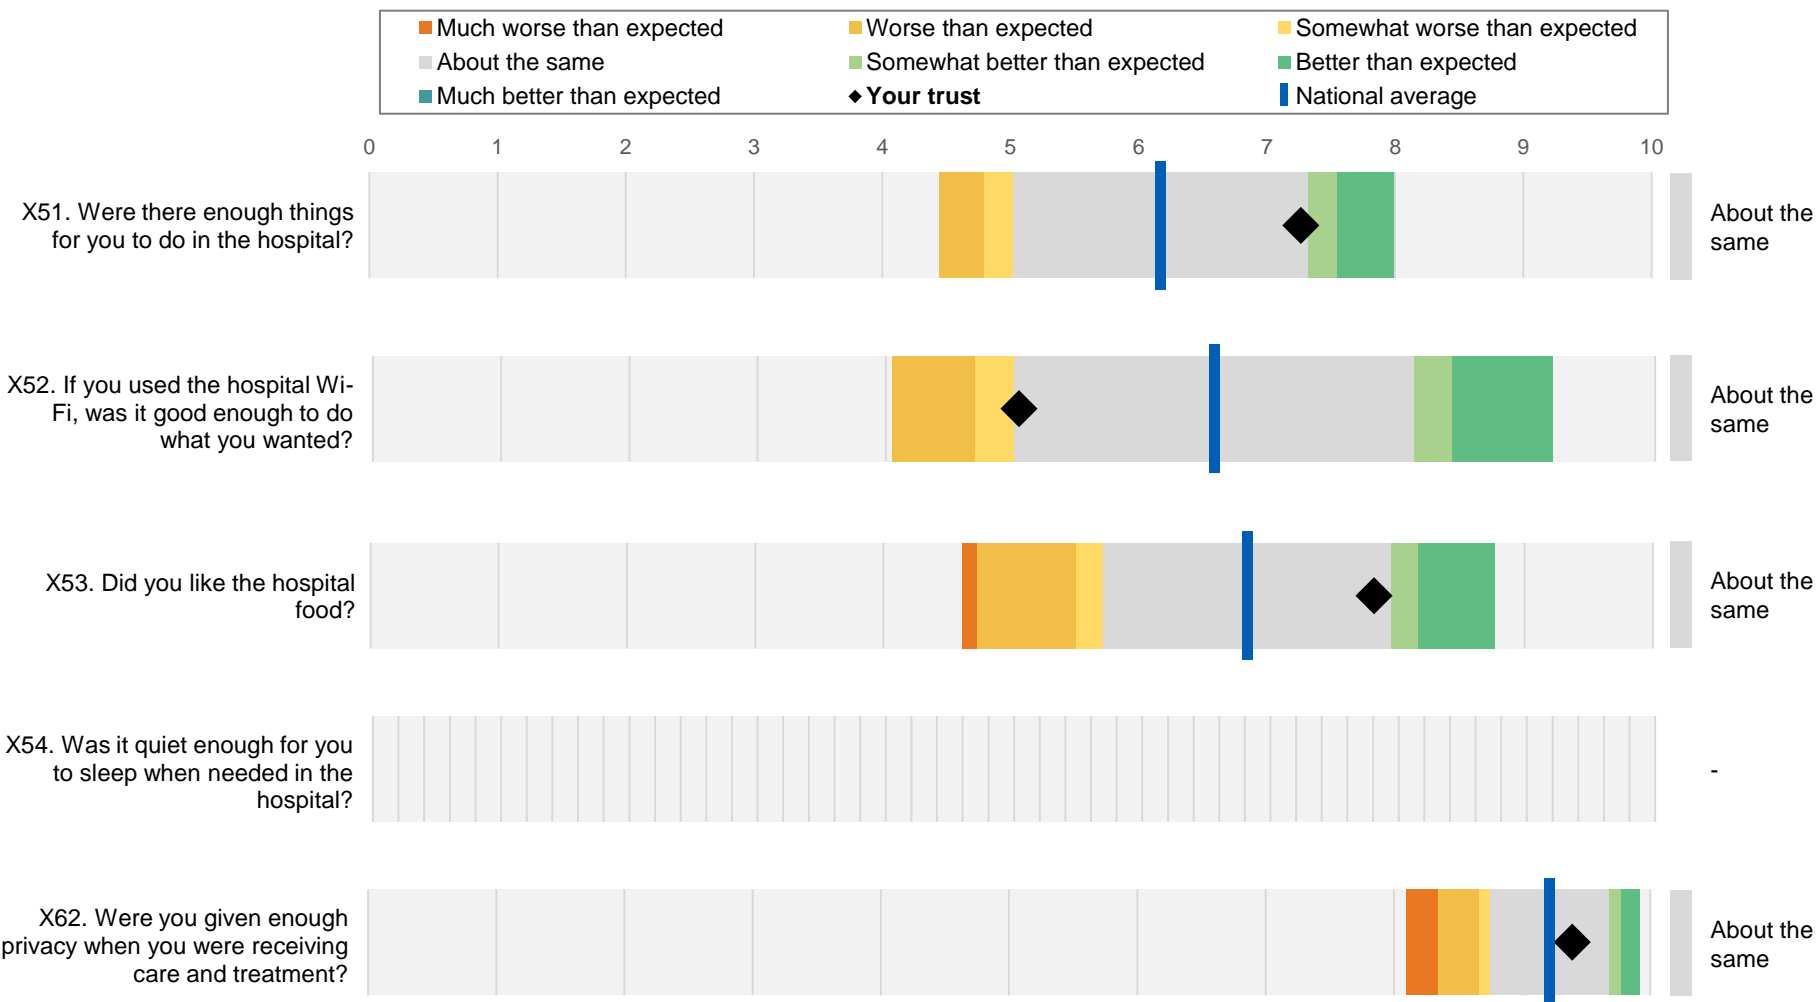 Much worse than expected
Worse than expected
Somewhat worse than expected
About the same
Somewhat better than expected
Better than expected
Much better than expected
Your trust
National average
0 1 2 3 4 5 6 7 8 9 10
X51. Were there enough things
for you to do in the hospital?
About the
same
X52. If you used the hospital Wi-
Fi, was it good enough to do
what you wanted?
About the
same
X53. Did you like the hospital
food?
About the
same
X54. Was it quiet enough for you
to sleep when needed in the
hospital?
-
X62. Were you given enough
privacy when you were receiving
care and treatment?
About the
same